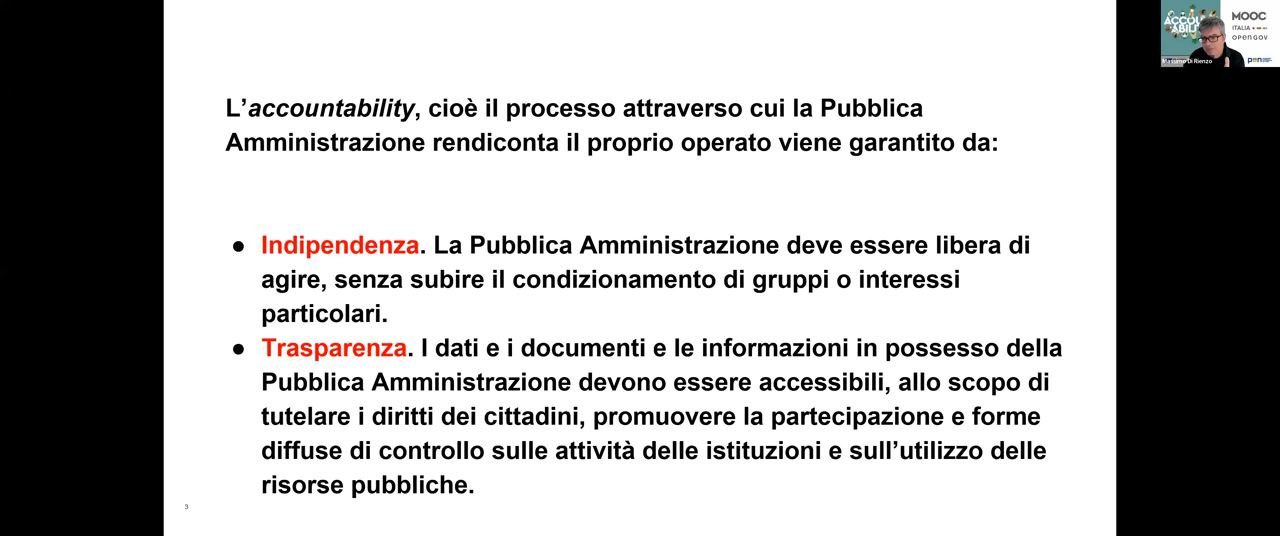 L’accountability, cioè il processo attraverso cui la Pubblica
Amministrazione rendiconta il proprio operato viene garantito da:
● Indipendenza. La Pubblica Amministrazione deve essere libera di
agire, senza subire il condizionamento di gruppi o interessi
particolari.
● Trasparenza. I dati e i documenti e le informazioni in possesso della
Pubblica Amministrazione devono essere accessibili, allo scopo di
tutelare i diritti dei cittadini, promuovere la partecipazione e forme
diffuse di controllo sulle attività delle istituzioni e sull’utilizzo delle
risorse pubbliche.
3
MOOC
ITALIA
OPENGOV
Massimo Di Rienzo
pon